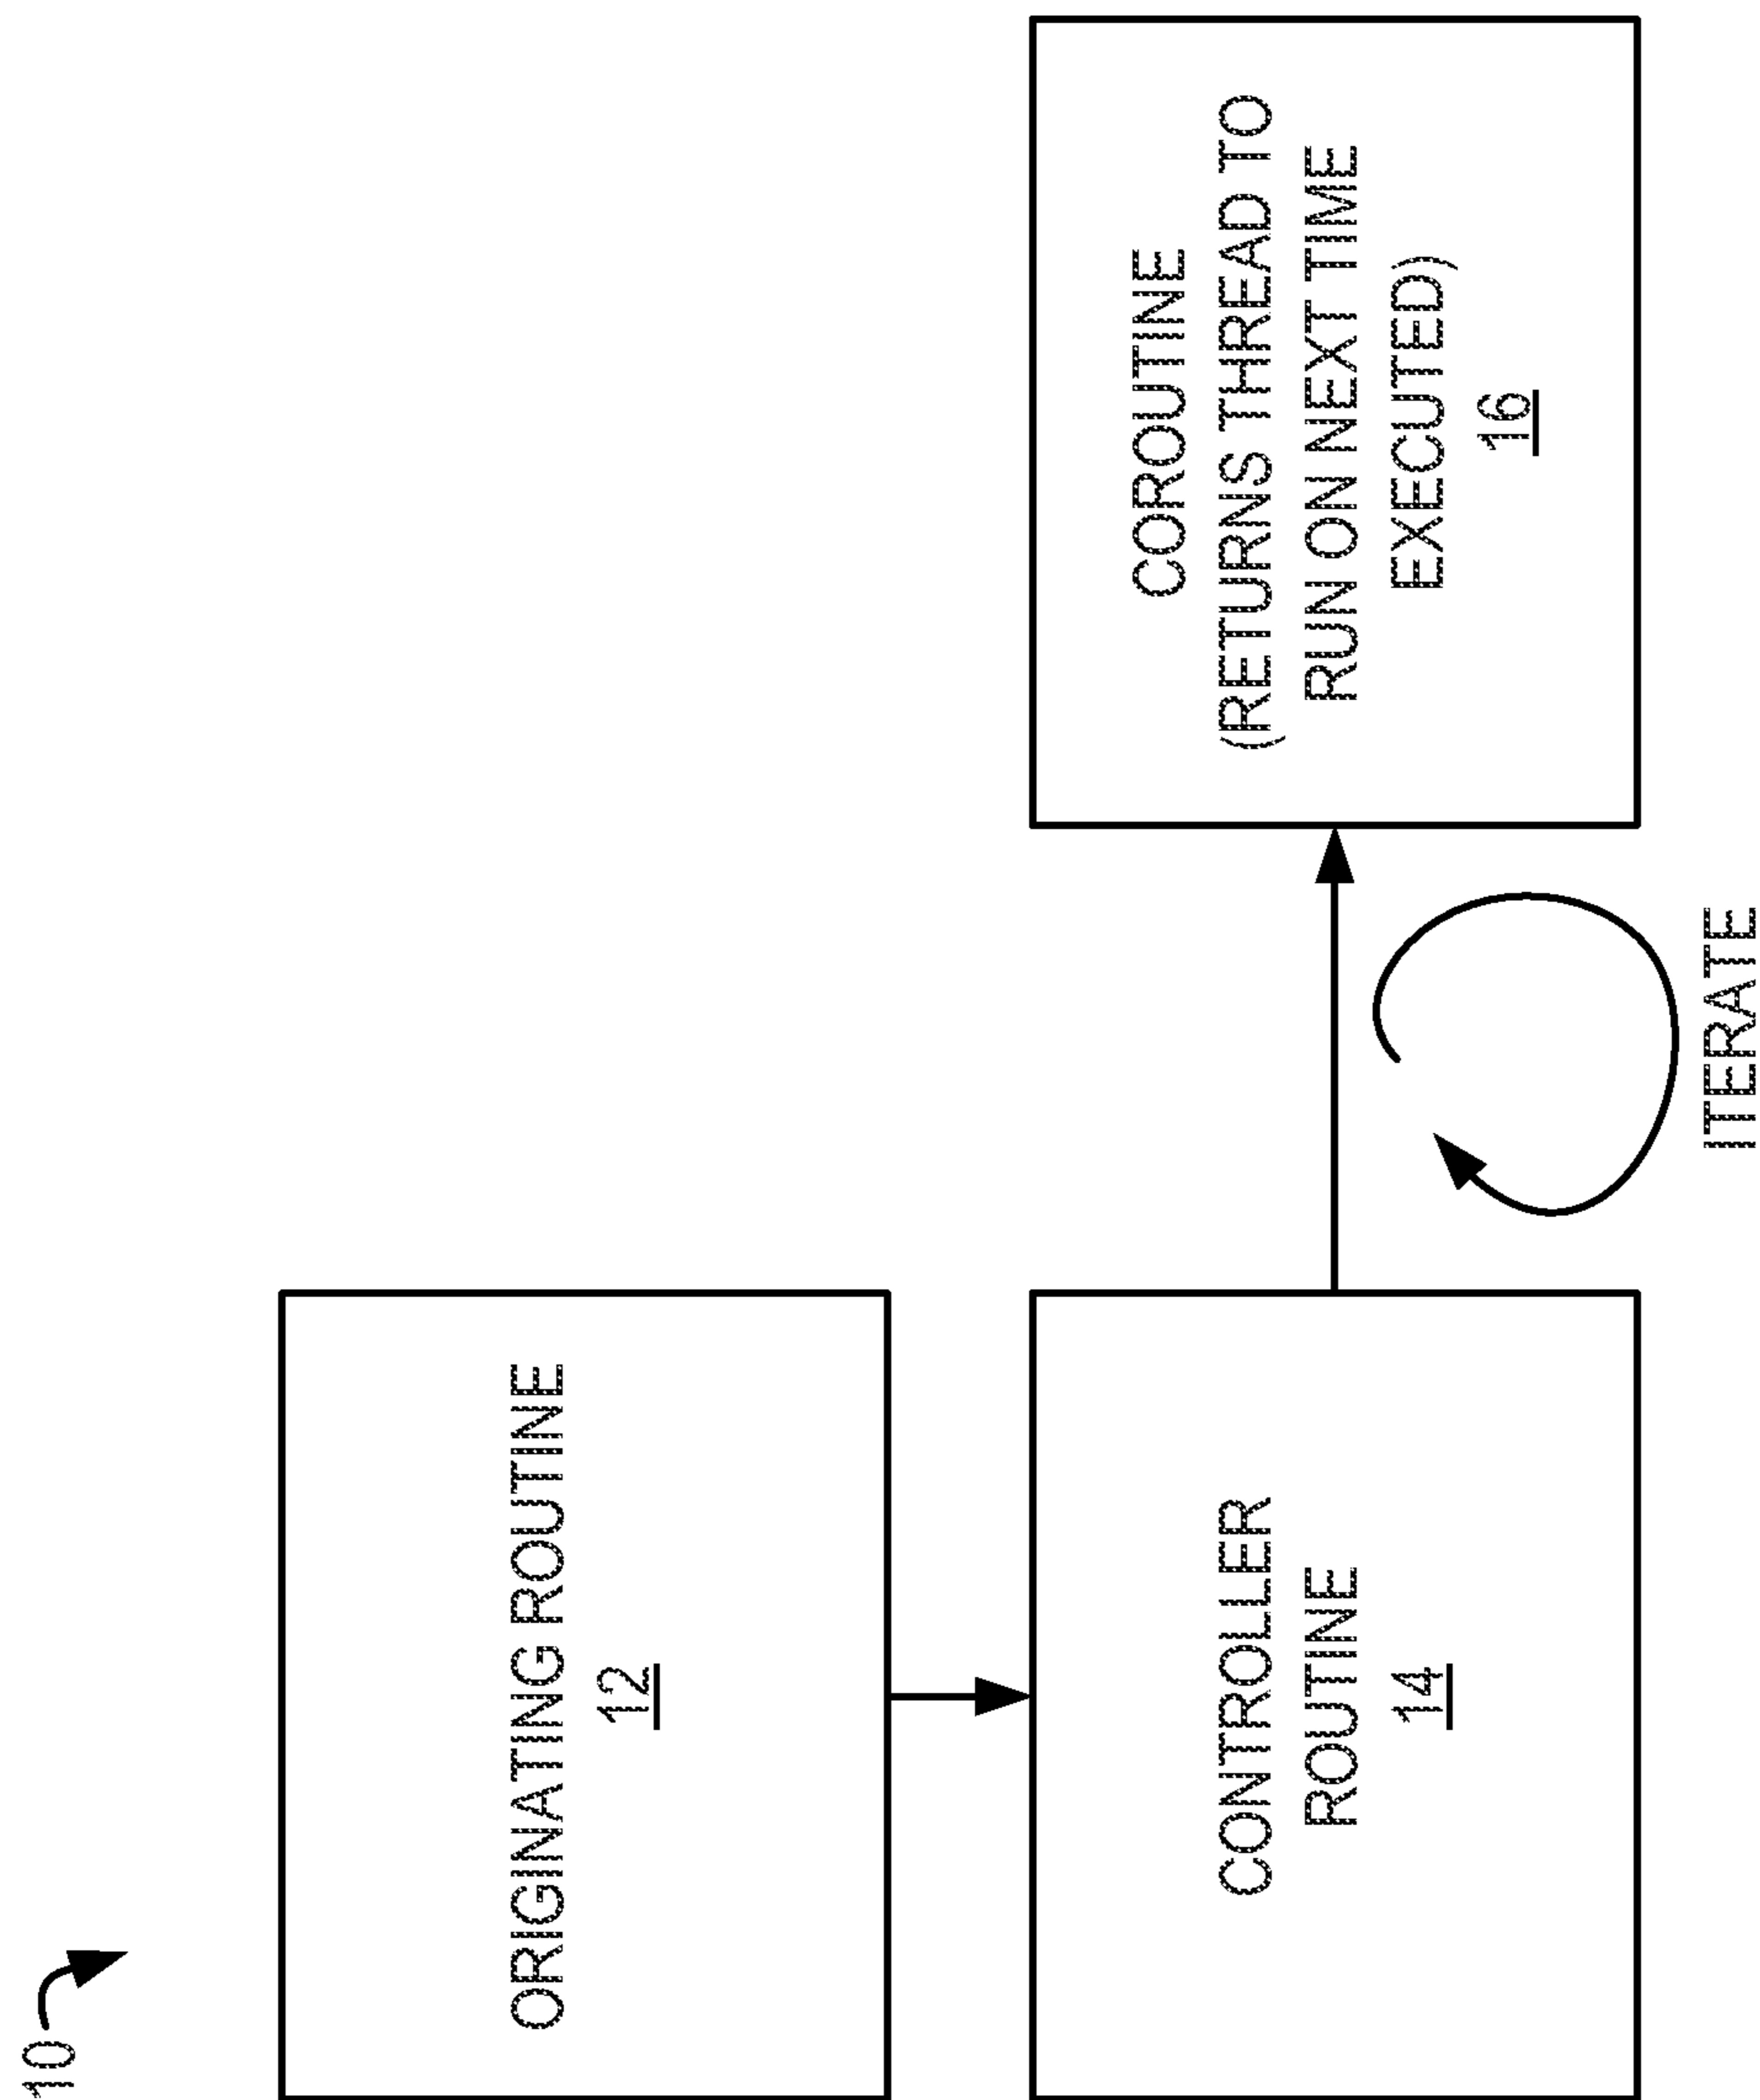 10
ORIGINATING ROUTINE
12
CONTROLLER
ROUTINE
14
ITERATE
COROUTINE
(RETURNS THREAD TO
RUN ON NEXT TIME
EXECUTED)
16